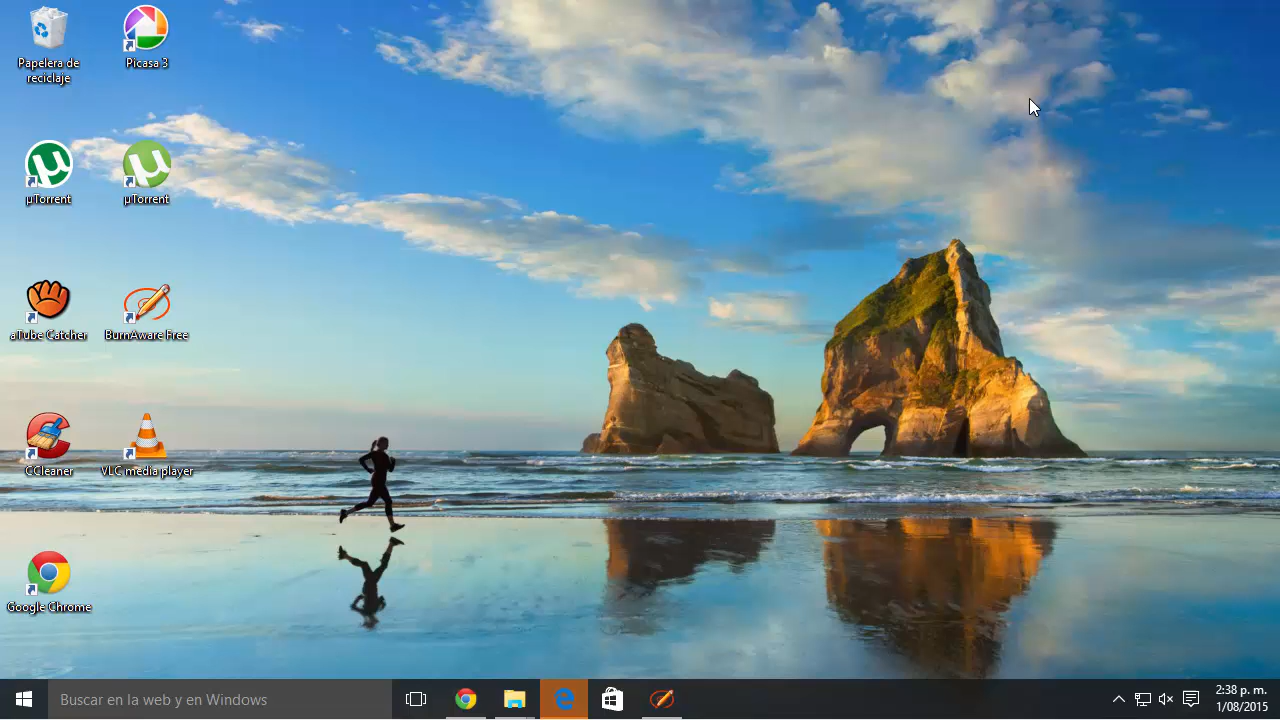 Papelera de
reciclaje
Picasa 3
µTorrent
µTorrent
aTube Catcher
BurnAware Free
CCleaner
VLC media player
Google Chrome
Buscar en la web y en Windows
2:38 p. m.
1/08/2015